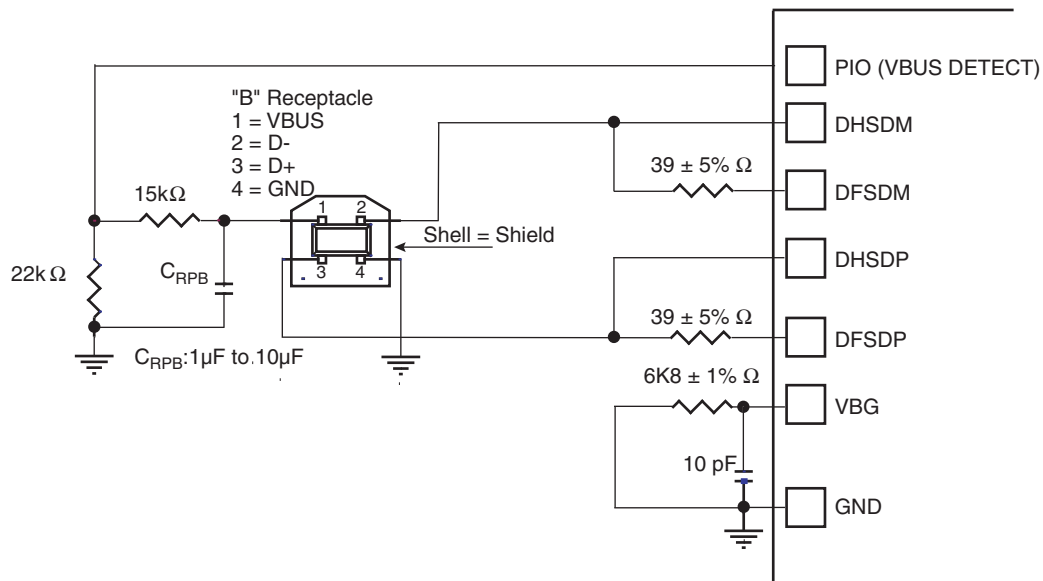 PIO (VBUS DETECT)
"B" Receptacle
1 = VBUS
2 = D-
3 = D+
4 = GND
DHSDM
39 ± 5% Ω
DFSDM
15kΩ
1 2
Shell = Shield
3 4
DHSDP
22k Ω
CRPB
39 ± 5% Ω
DFSDP
CRPB:1µF to 10µF
6K8 ± 1% Ω
VBG
10 pF
GND